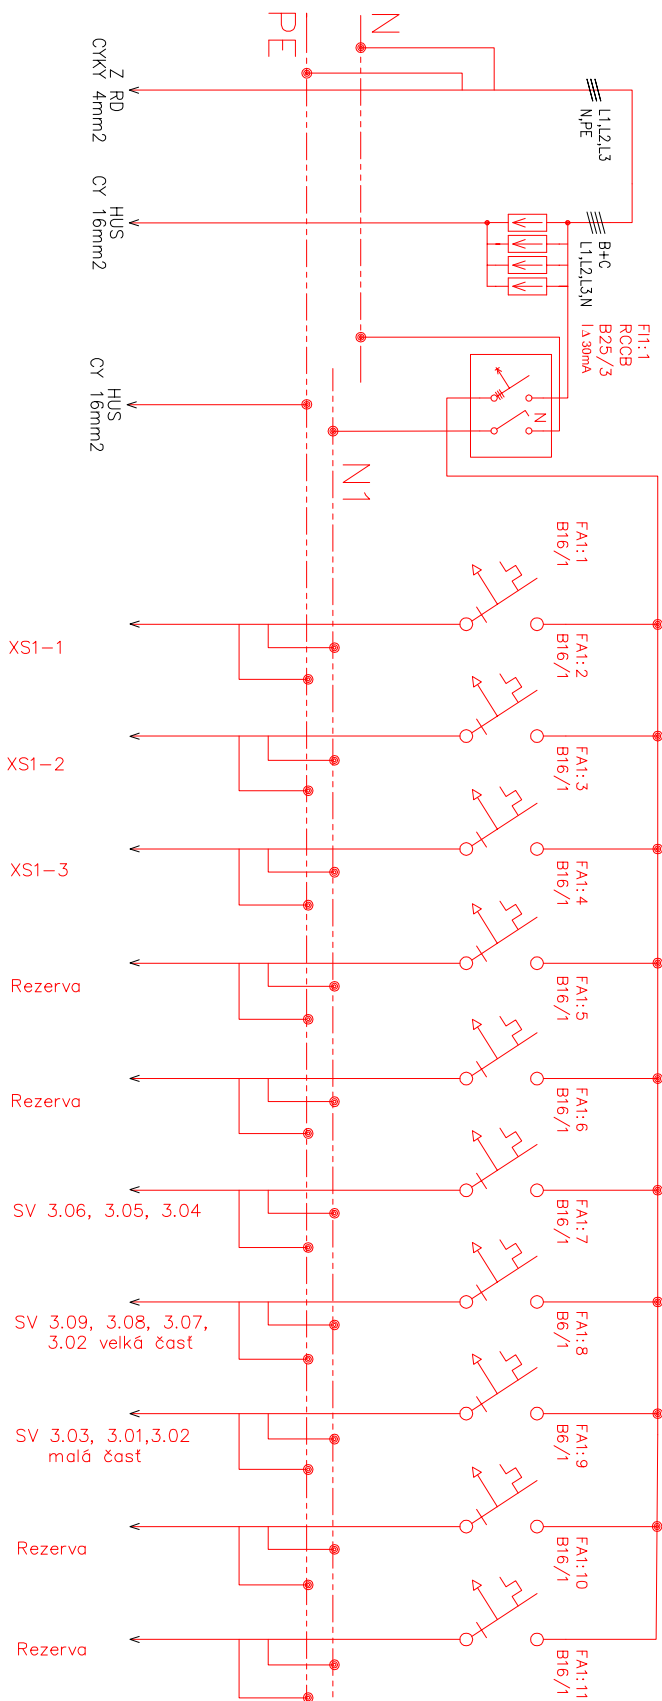 N
PE
Z RD
CYKY 4mm2
L1,L2,L3
N,PE
HUS
CY 16mm2
B+C
L1,L2,L3,N
FI1:1
RCCB
B25/3
I∆30mA
HUS
CY 16mm2
N
N1
FA1:1
B16/1
XS1-1
FA1:2
B16/1
XS1-2
FA1:3
B16/1
XS1-3
FA1:4
B16/1
Rezerva
FA1:5
B16/1
Rezerva
FA1:6
B16/1
SV 3.06, 3.05, 3.04
FA1:7
B16/1
SV 3.09, 3.08, 3.07,
3.02 velká časť
FA1:8
B6/1
SV 3.03, 3.01,3.02
malá časť
FA1:9
B6/1
Rezerva
FA1:10
B16/1
Rezerva
FA1:11
B16/1